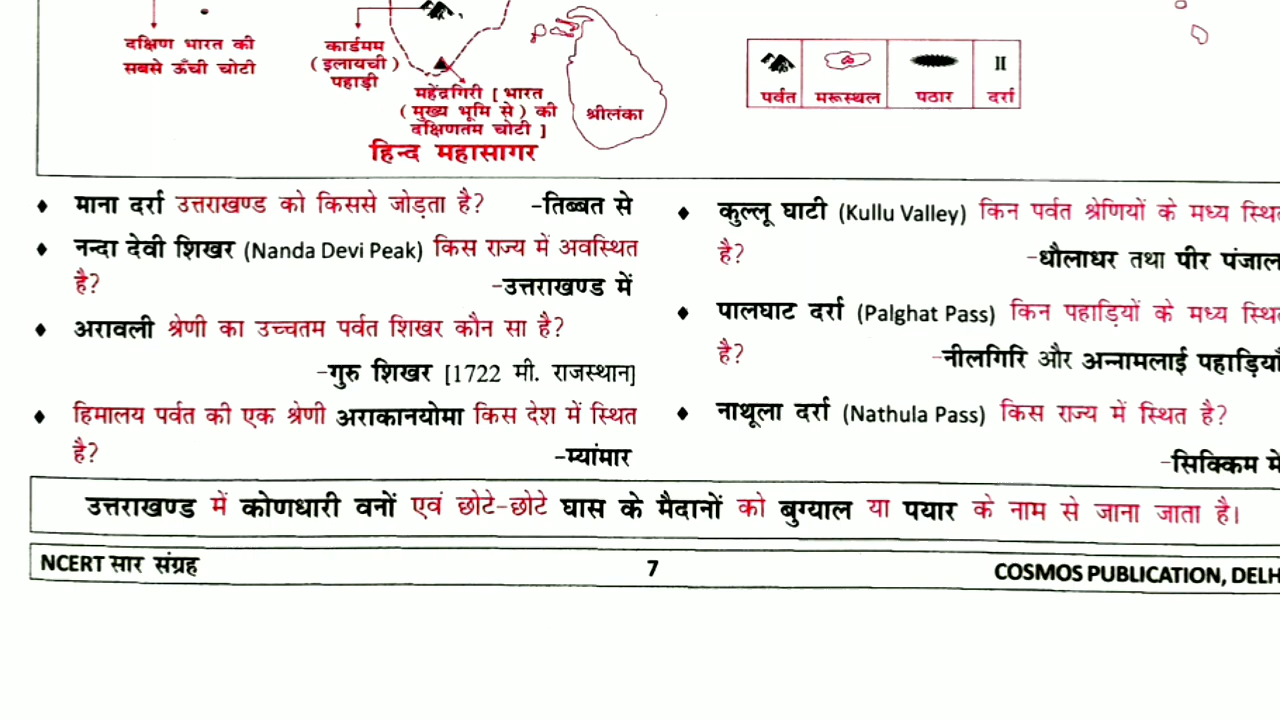 दक्षिण भारत की
सबसे ऊँची चोटी
कार्डमम
( इलायची )
पहाड़ी
महेंद्रगिरी [ भारत
( मुख्य भूमि से ) की
दक्षिणतम चोटी ]
श्रीलंका
हिन्द महासागर
पर्वत मरूस्थल पठार दर्रा
♦ माना दर्रा उत्तराखण्ड को किससे जोड़ता है? -तिब्बत से
♦ नन्दा देवी शिखर (Nanda Devi Peak) किस राज्य में अवस्थित
है? -उत्तराखण्ड में
♦ अरावली श्रेणी का उच्चतम पर्वत शिखर कौन सा है?
-गुरु शिखर [1722 मी. राजस्थान]
♦ हिमालय पर्वत की एक श्रेणी अराकानयोमा किस देश में स्थित
है? -म्यांमार
♦ कुल्लू घाटी (Kullu Valley) किन पर्वत श्रेणियों के मध्य स्थित
है? -धौलाधर तथा पीर पंजाल
♦ पालघाट दर्रा (Palghat Pass) किन पहाड़ियों के मध्य स्थित
है? -नीलगिरि और अन्नामलाई पहाड़ियाँ
♦ नाथूला दर्रा (Nathula Pass) किस राज्य में स्थित है?
-सिक्किम मे
उत्तराखण्ड में कोणधारी वनों एवं छोटे-छोटे घास के मैदानों को बुग्याल या पयार के नाम से जाना जाता है।
NCERT सार संग्रह 7 COSMOS PUBLICATION, DELH